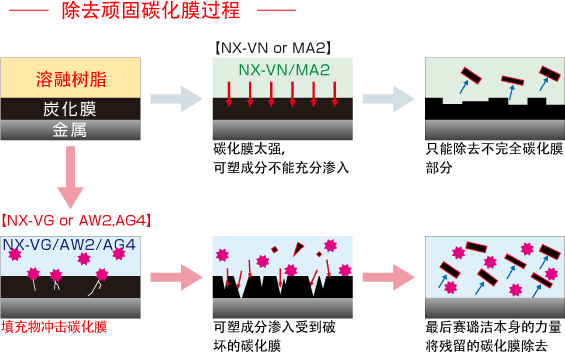 除去顽固碳化膜过程
【NX-VN or MA2】
溶融树脂
炭化膜
金属
NX-VN/MA2
碳化膜太强,
可塑成分不能充分渗入
只能除去不完全碳化膜
部分
【NX-VG or AW2,AG4】
NX-VG/AW2/AG4
填充物冲击碳化膜
可塑成分渗入受到破
坏的碳化膜
最后赛璐洁本身的力量
将残留的碳化膜除去